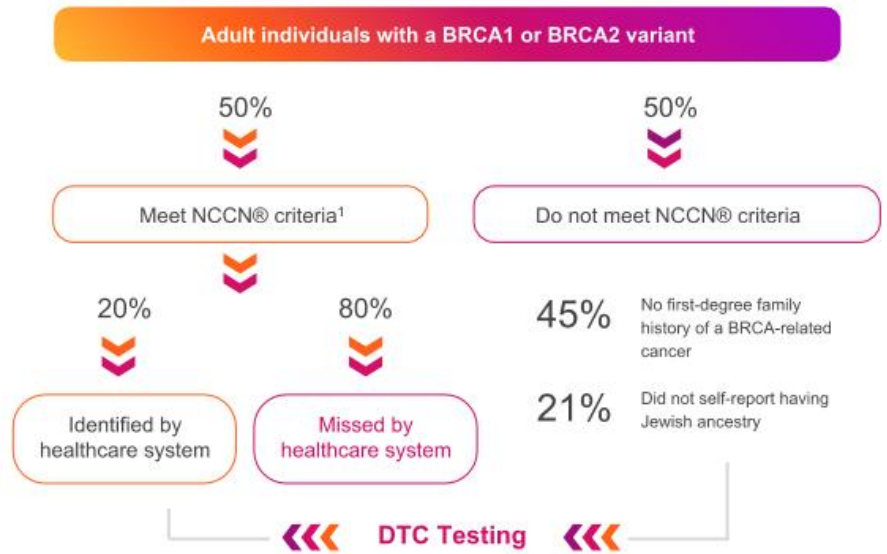 Adult individuals with a BRCA1 or BRCA2 variant
50%
50%
Meet NCCN® criteria¹
Do not meet NCCN® criteria
20%
80%
45%
No first-degree family
history of a BRCA-related
cancer
21%
Did not self-report having
Jewish ancestry
Identified by
healthcare system
Missed by
healthcare system
DTC Testing